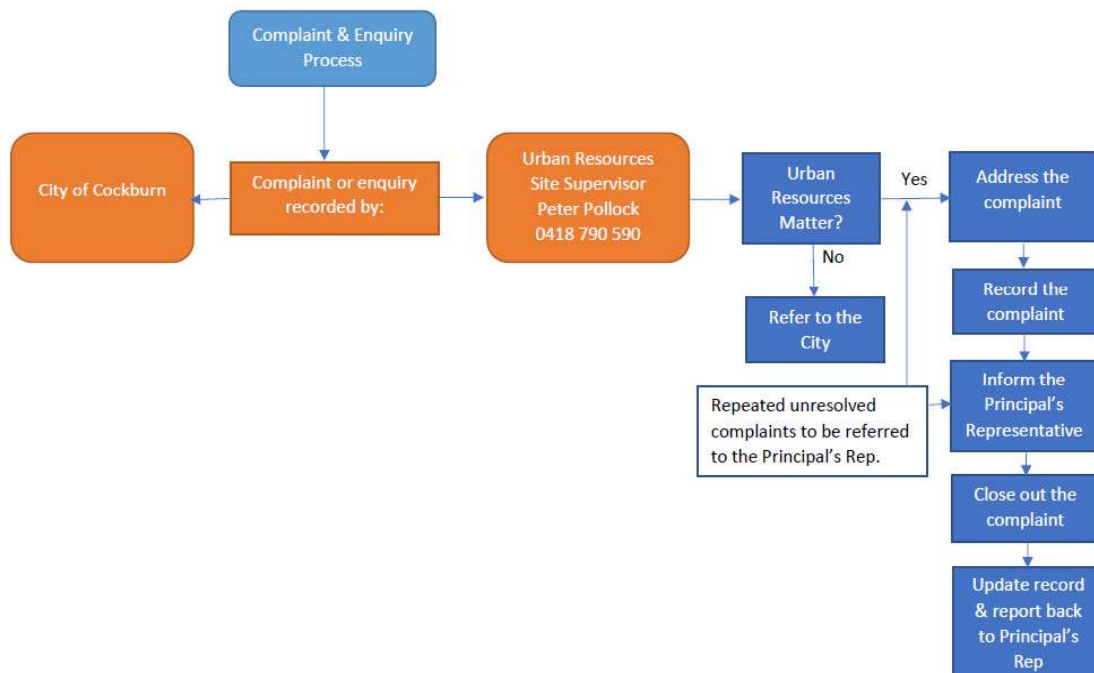 Complaint & Enquiry
Process
City of Cockburn
Complaint or enquiry
recorded by:
Urban Resources
Site Supervisor
Peter Pollock
0418 790 590
Urban
Resources
Matter?
Yes
Address the
complaint
No
Refer to the
City
Record the
complaint
Repeated unresolved
complaints to be referred
to the Principal's Rep.
Inform the
Principal's
Representative
Close out the
complaint
Update record
& report back
to Principal's
Rep